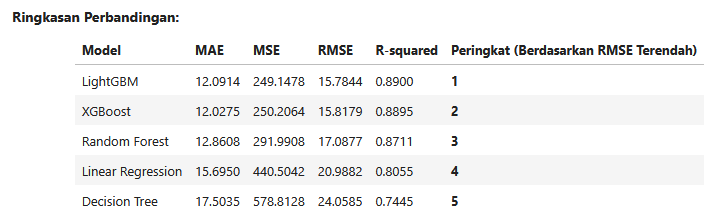 Ringkasan Perbandingan:
Model MAE MSE RMSE R-squared Peringkat (Berdasarkan RMSE Terendah)
LightGBM 12.0914 249.1478 15.7844 0.8900 1
XGBoost 12.0275 250.2064 15.8179 0.8895 2
Random Forest 12.8608 291.9908 17.0877 0.8711 3
Linear Regression 15.6950 440.5042 20.9882 0.8055 4
Decision Tree 17.5035 578.8128 24.0585 0.7445 5